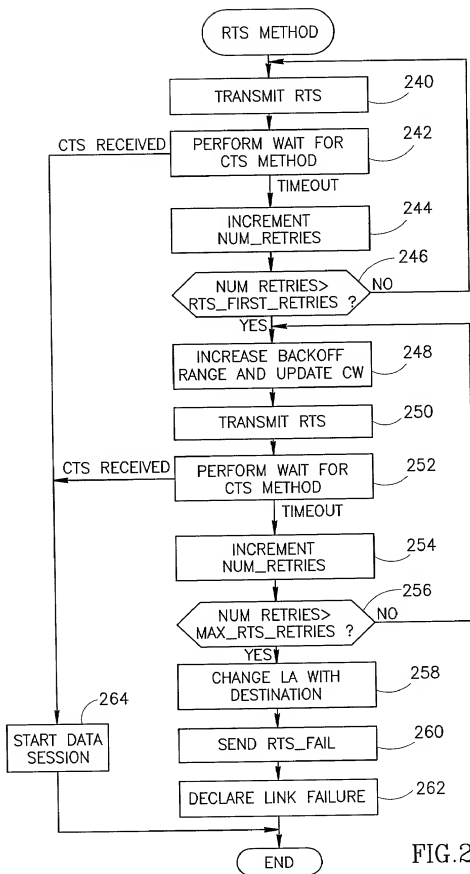 RTS METHOD
TRANSMIT RTS
240
CTS RECEIVED
PERFORM WAIT FOR
CTS METHOD
242
TIMEOUT
INCREMENT
NUM_RETRIES
244
246
NUM RETRIES>
RTS_FIRST_RETRIES ?
NO
YES
INCREASE BACKOFF
RANGE AND UPDATE CW
248
TRANSMIT RTS
250
CTS RECEIVED
PERFORM WAIT FOR
CTS METHOD
252
TIMEOUT
INCREMENT
NUM_RETRIES
254
256
NUM RETRIES>
MAX_RTS_RETRIES ?
NO
YES
CHANGE LA WITH
DESTINATION
258
264
START DATA
SESSION
SEND RTS_FAIL
260
DECLARE LINK FAILURE
262
END
FIG.2